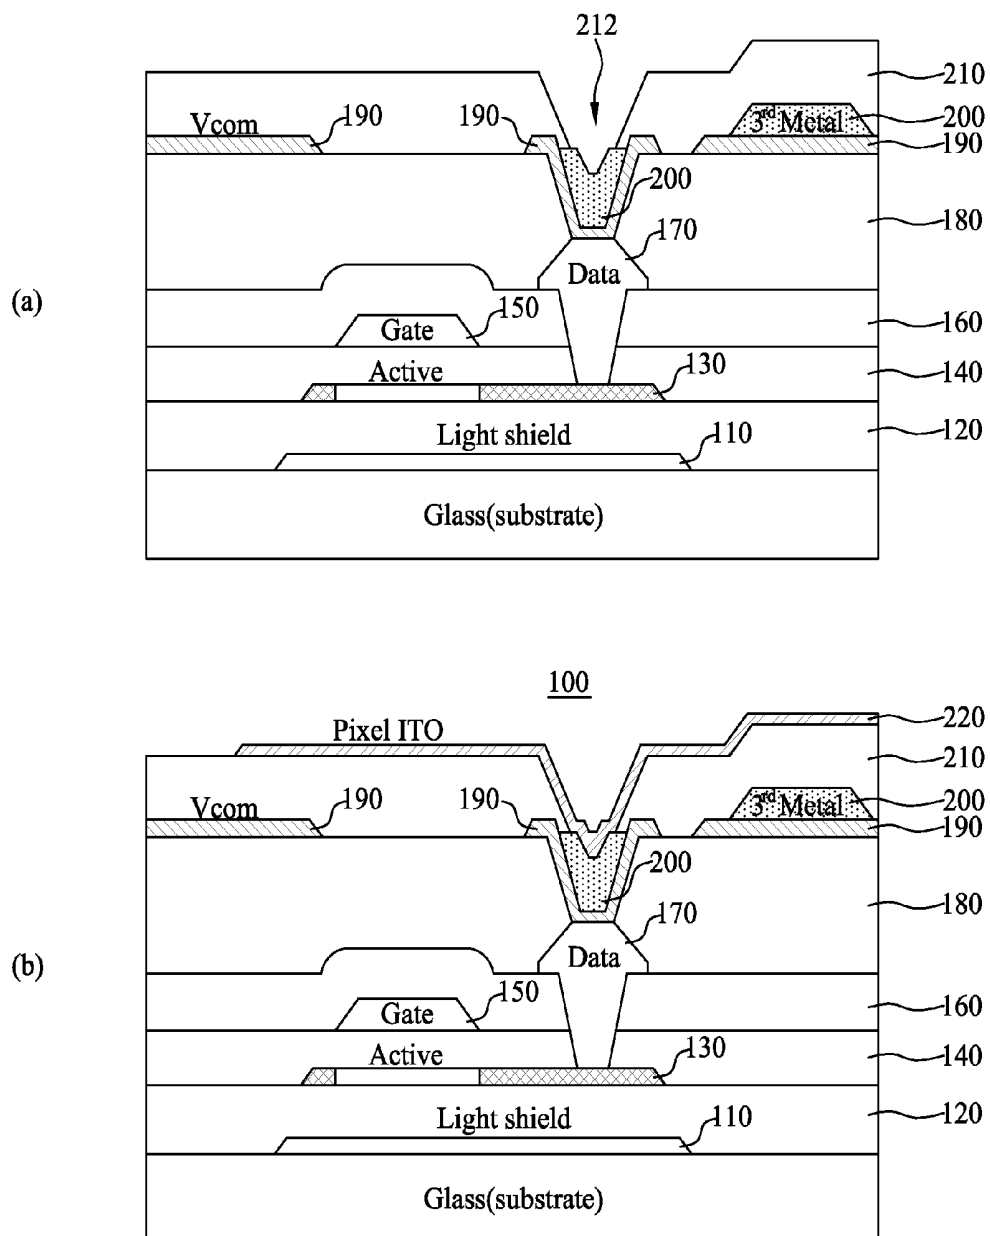 212
210
Vcom
190
190
3rd Metal
200
190
200
180
170
Data
(a)
150
Gate
160
Active
130
140
Light shield
110
120
Glass(substrate)
100
Pixel ITO
220
210
Vcom
190
190
3rd Metal
200
190
200
180
170
Data
(b)
150
Gate
160
Active
130
140
Light shield
110
120
Glass(substrate)